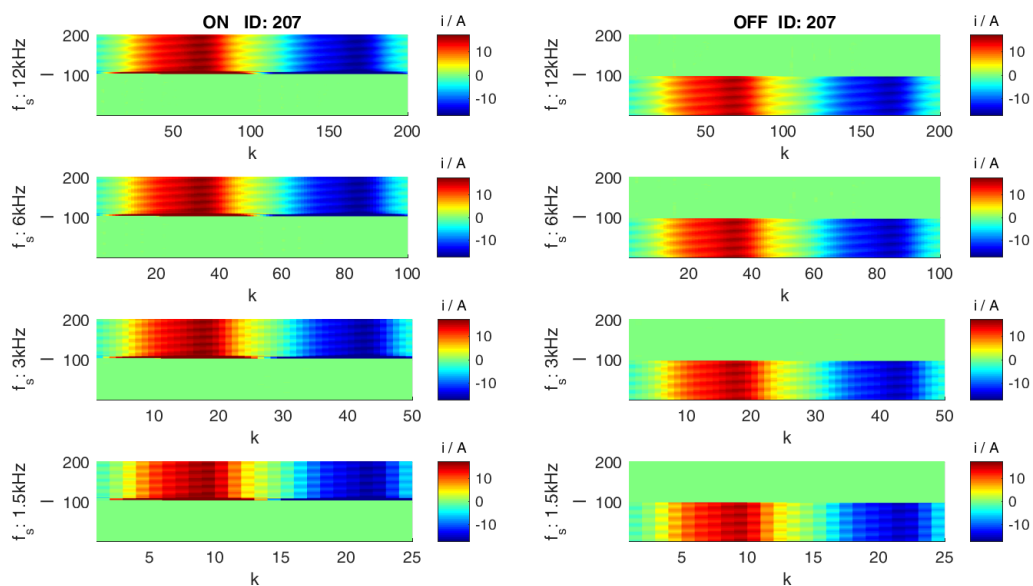 ON ID: 207
i / A
200
100
l
f_s: 12kHz
50 100 150 200
k
10
0
-10
OFF ID: 207
i / A
200
100
l
f_s: 12kHz
50 100 150 200
k
10
0
-10
i / A
200
100
l
f_s: 6kHz
20 40 60 80 100
k
10
0
-10
i / A
200
100
l
f_s: 6kHz
20 40 60 80 100
k
10
0
-10
i / A
200
100
l
f_s: 3kHz
10 20 30 40 50
k
10
0
-10
i / A
200
100
l
f_s: 3kHz
10 20 30 40 50
k
10
0
-10
i / A
200
100
l
f_s: 1.5kHz
5 10 15 20 25
k
10
0
-10
i / A
200
100
l
f_s: 1.5kHz
5 10 15 20 25
k
10
0
-10